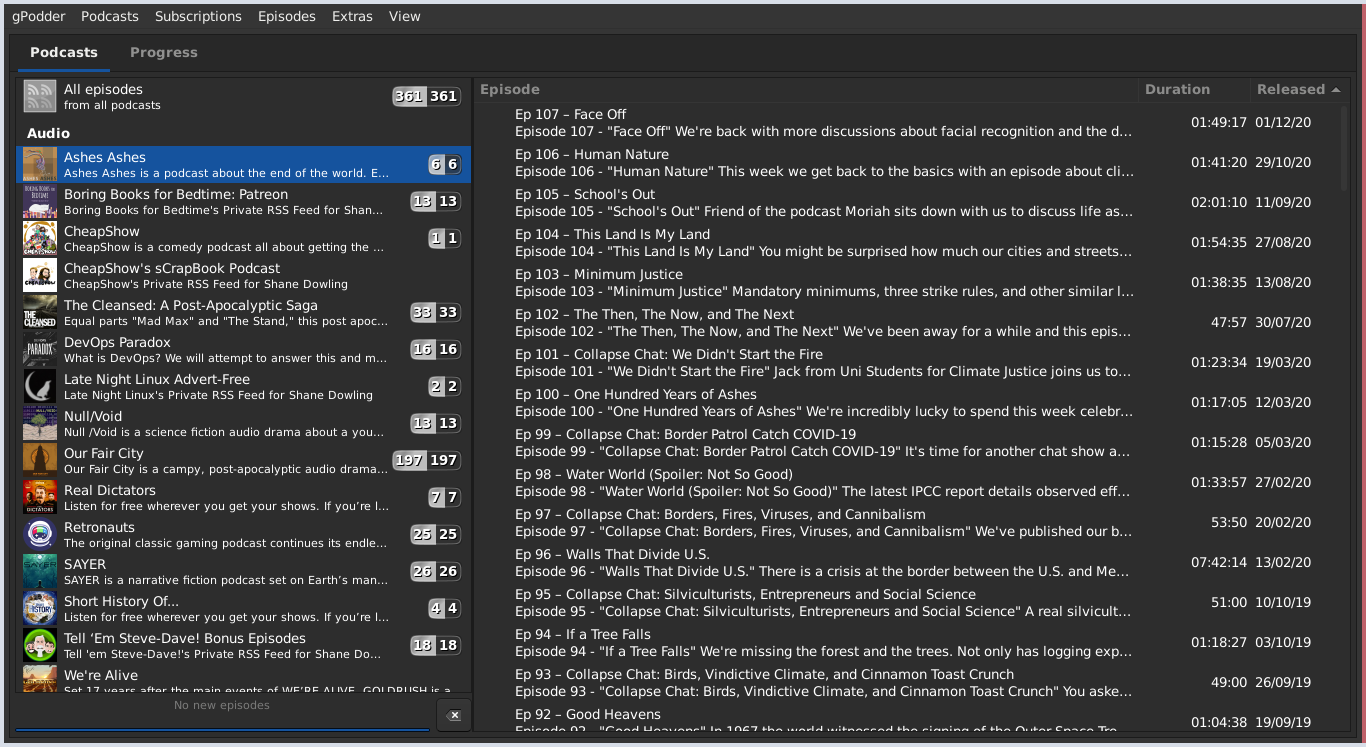 gPodder Podcasts Subscriptions Episodes Extras View
Podcasts Progress
All episodes
from all podcasts
361 361
Audio
Ashes Ashes
Ashes Ashes is a podcast about the end of the world. E...
6 6
Boring Books for Bedtime: Patreon
Boring Books for Bedtime's Private RSS Feed for Shan...
13 13
CheapShow
CheapShow is a comedy podcast all about getting the ...
1 1
CheapShow's sCrapBook Podcast
CheapShow's Private RSS Feed for Shane Dowling
The Cleansed: A Post-Apocalyptic Saga
Equal parts "Mad Max" and "The Stand," this post apoc...
33 33
DevOps Paradox
What is DevOps? We will attempt to answer this and m...
16 16
Late Night Linux Advert-Free
Late Night Linux's Private RSS Feed for Shane Dowling
2 2
Null/Void
Null /Void is a science fiction audio drama about a you...
13 13
Our Fair City
Our Fair City is a campy, post-apocalyptic audio drama...
197 197
Real Dictators
Listen for free wherever you get your shows. If you're l...
7 7
Retronauts
The original classic gaming podcast continues its endle...
25 25
SAYER
SAYER is a narrative fiction podcast set on Earth’s man...
26 26
Short History Of...
Listen for free wherever you get your shows. If you’re l...
4 4
Tell ‘Em Steve-Dave! Bonus Episodes
Tell 'em Steve-Dave!'s Private RSS Feed for Shane Do...
18 18
We're Alive
Set 17 years after the main events of WE’RE ALIVE, GOLDRUSH is a
No new episodes
Episode Duration Released
Ep 107 – Face Off
Episode 107 - "Face Off" We're back with more discussions about facial recognition and the d...
01:49:17 01/12/20
Ep 106 – Human Nature
Episode 106 - "Human Nature" This week we get back to the basics with an episode about cli...
01:41:20 29/10/20
Ep 105 – School's Out
Episode 105 - "School's Out" Friend of the podcast Moriah sits down with us to discuss life as...
02:01:10 11/09/20
Ep 104 – This Land Is My Land
Episode 104 - "This Land Is My Land" You might be surprised how much our cities and streets...
01:54:35 27/08/20
Ep 103 – Minimum Justice
Episode 103 - "Minimum Justice" Mandatory minimums, three strike rules, and other similar l...
01:38:35 13/08/20
Ep 102 – The Then, The Now, and The Next
Episode 102 - "The Then, The Now, and The Next" We've been away for a while and this epis...
47:57 30/07/20
Ep 101 – Collapse Chat: We Didn't Start the Fire
Episode 101 - "We Didn't Start the Fire" Jack from Uni Students for Climate Justice joins us to...
01:23:34 19/03/20
Ep 100 – One Hundred Years of Ashes
Episode 100 - "One Hundred Years of Ashes" We're incredibly lucky to spend this week celebr...
01:17:05 12/03/20
Ep 99 – Collapse Chat: Border Patrol Catch COVID-19
Episode 99 - "Collapse Chat: Border Patrol Catch COVID-19" It's time for another chat show a...
01:15:28 05/03/20
Ep 98 – Water World (Spoiler: Not So Good)
Episode 98 - "Water World (Spoiler: Not So Good)" The latest IPCC report details observed eff...
01:33:57 27/02/20
Ep 97 – Collapse Chat: Borders, Fires, Viruses, and Cannibalism
Episode 97 - "Collapse Chat: Borders, Fires, Viruses, and Cannibalism" We've published our b...
53:50 20/02/20
Ep 96 – Walls That Divide U.S.
Episode 96 - "Walls That Divide U.S." There is a crisis at the border between the U.S. and Me...
07:42:14 13/02/20
Ep 95 – Collapse Chat: Silviculturists, Entrepreneurs and Social Science
Episode 95 - "Collapse Chat: Silviculturists, Entrepreneurs and Social Science" A real silvicult...
51:00 10/10/19
Ep 94 – If a Tree Falls
Episode 94 - "If a Tree Falls" We're missing the forest and the trees. Not only has logging exp...
01:18:27 03/10/19
Ep 93 – Collapse Chat: Birds, Vindictive Climate, and Cinnamon Toast Crunch
Episode 93 - "Collapse Chat: Birds, Vindictive Climate, and Cinnamon Toast Crunch" You aske...
49:00 26/09/19
Ep 92 – Good Heavens
Episode 92 - "Good Heavens" In 1967 the world witnessed the signing of the Outer Space Tre...
01:04:38 19/09/19